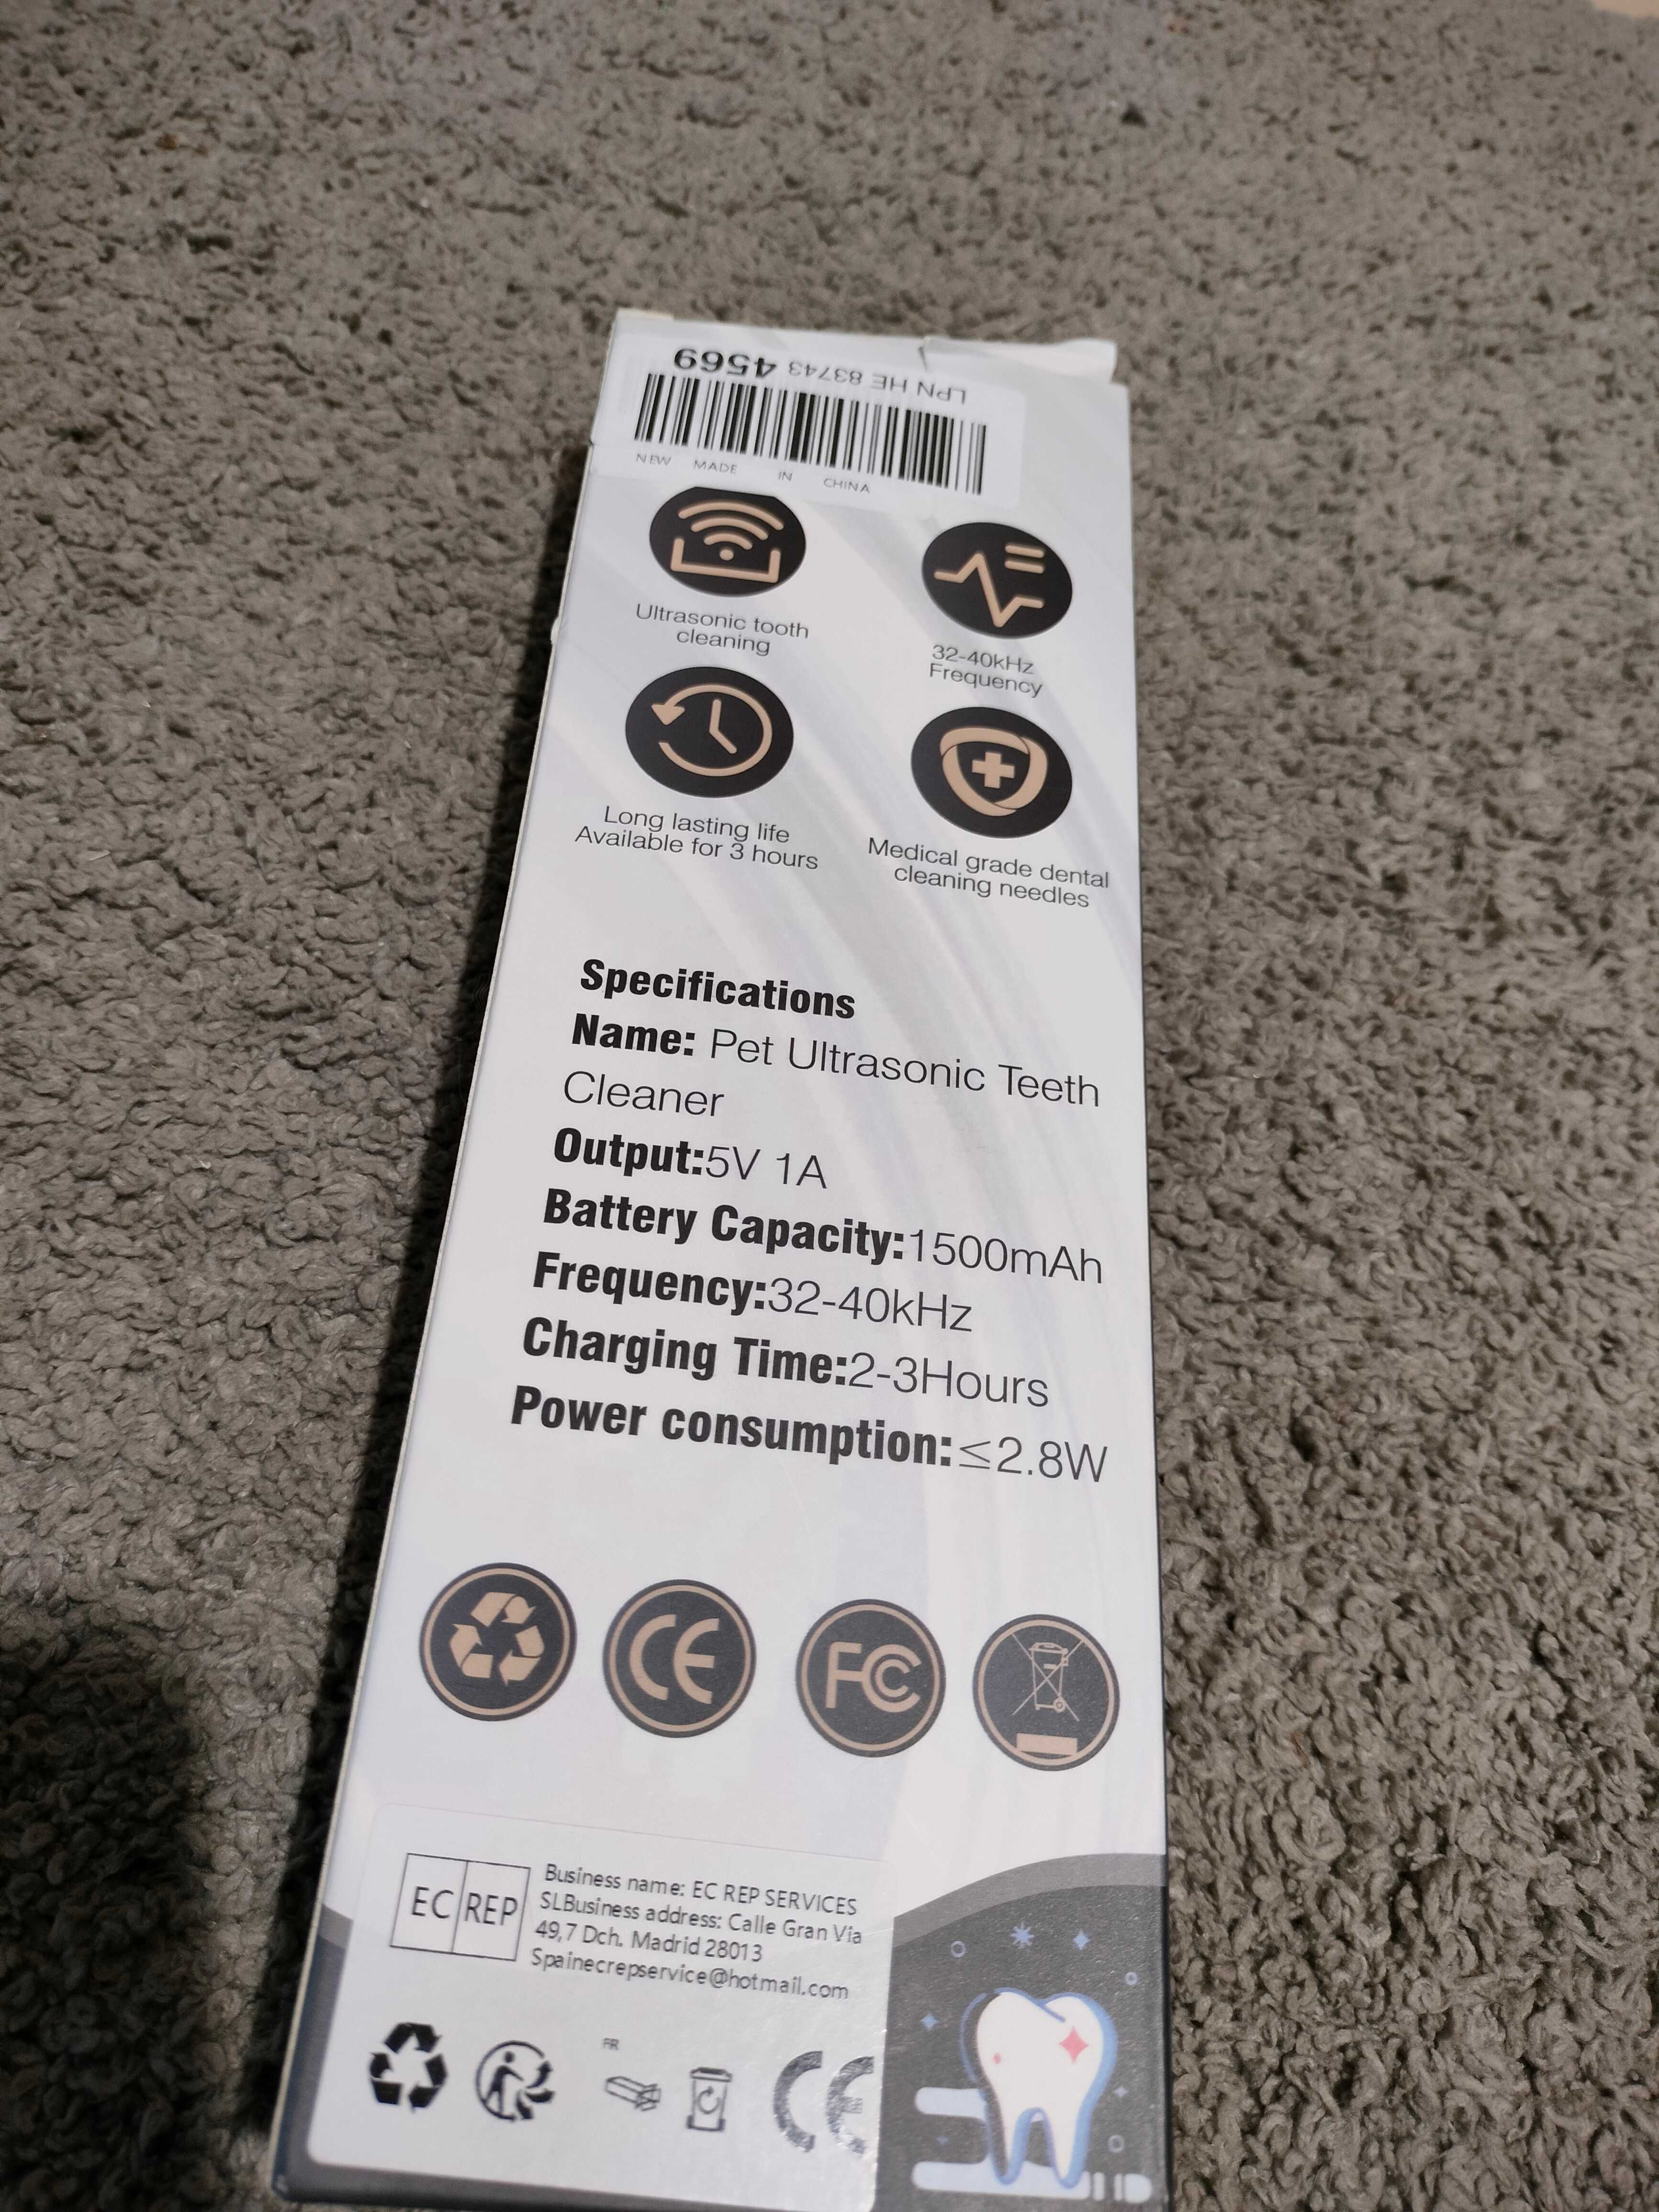 LPN HE 83743 4569
NEW MADE IN CHINA
Ultrasonic tooth
cleaning
32-40kHz
Frequency
Long lasting life
Available for 3 hours
Medical grade dental
cleaning needles
Specifications
Name: Pet Ultrasonic Teeth
Cleaner
Output:5V 1A
Battery Capacity:1500mAh
Frequency:32-40kHz
Charging Time:2-3Hours
Power consumption:≤2.8W
CE
FC
EC REP
Business name: EC REP SERVICES
SLBusiness address: Calle Gran Via
49,7 Dch. Madrid 28013
Spainecrepservice@hotmail.com
FR
CE